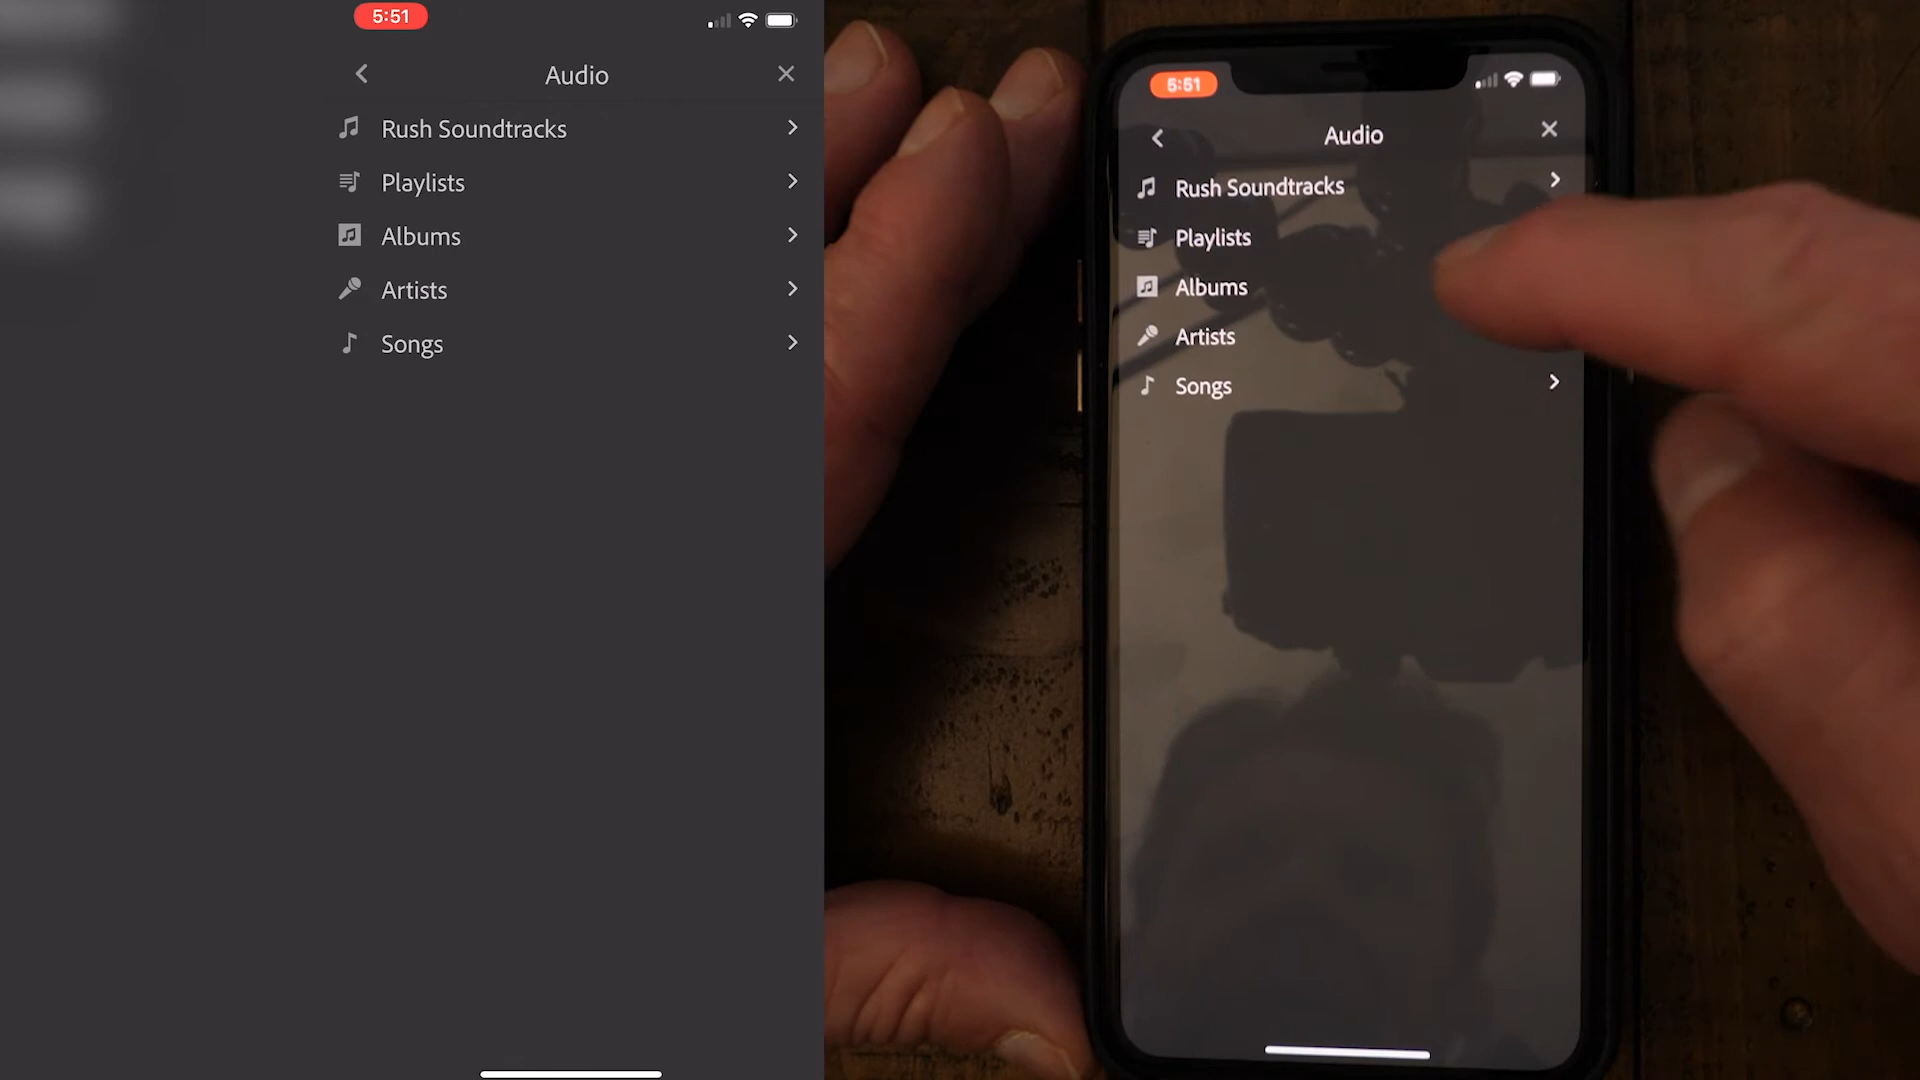 5:51
Audio
Rush Soundtracks
Playlists
Albums
Artists
Songs
5:51
Audio
Rush Soundtracks
Playlists
Albums
Artists
Songs